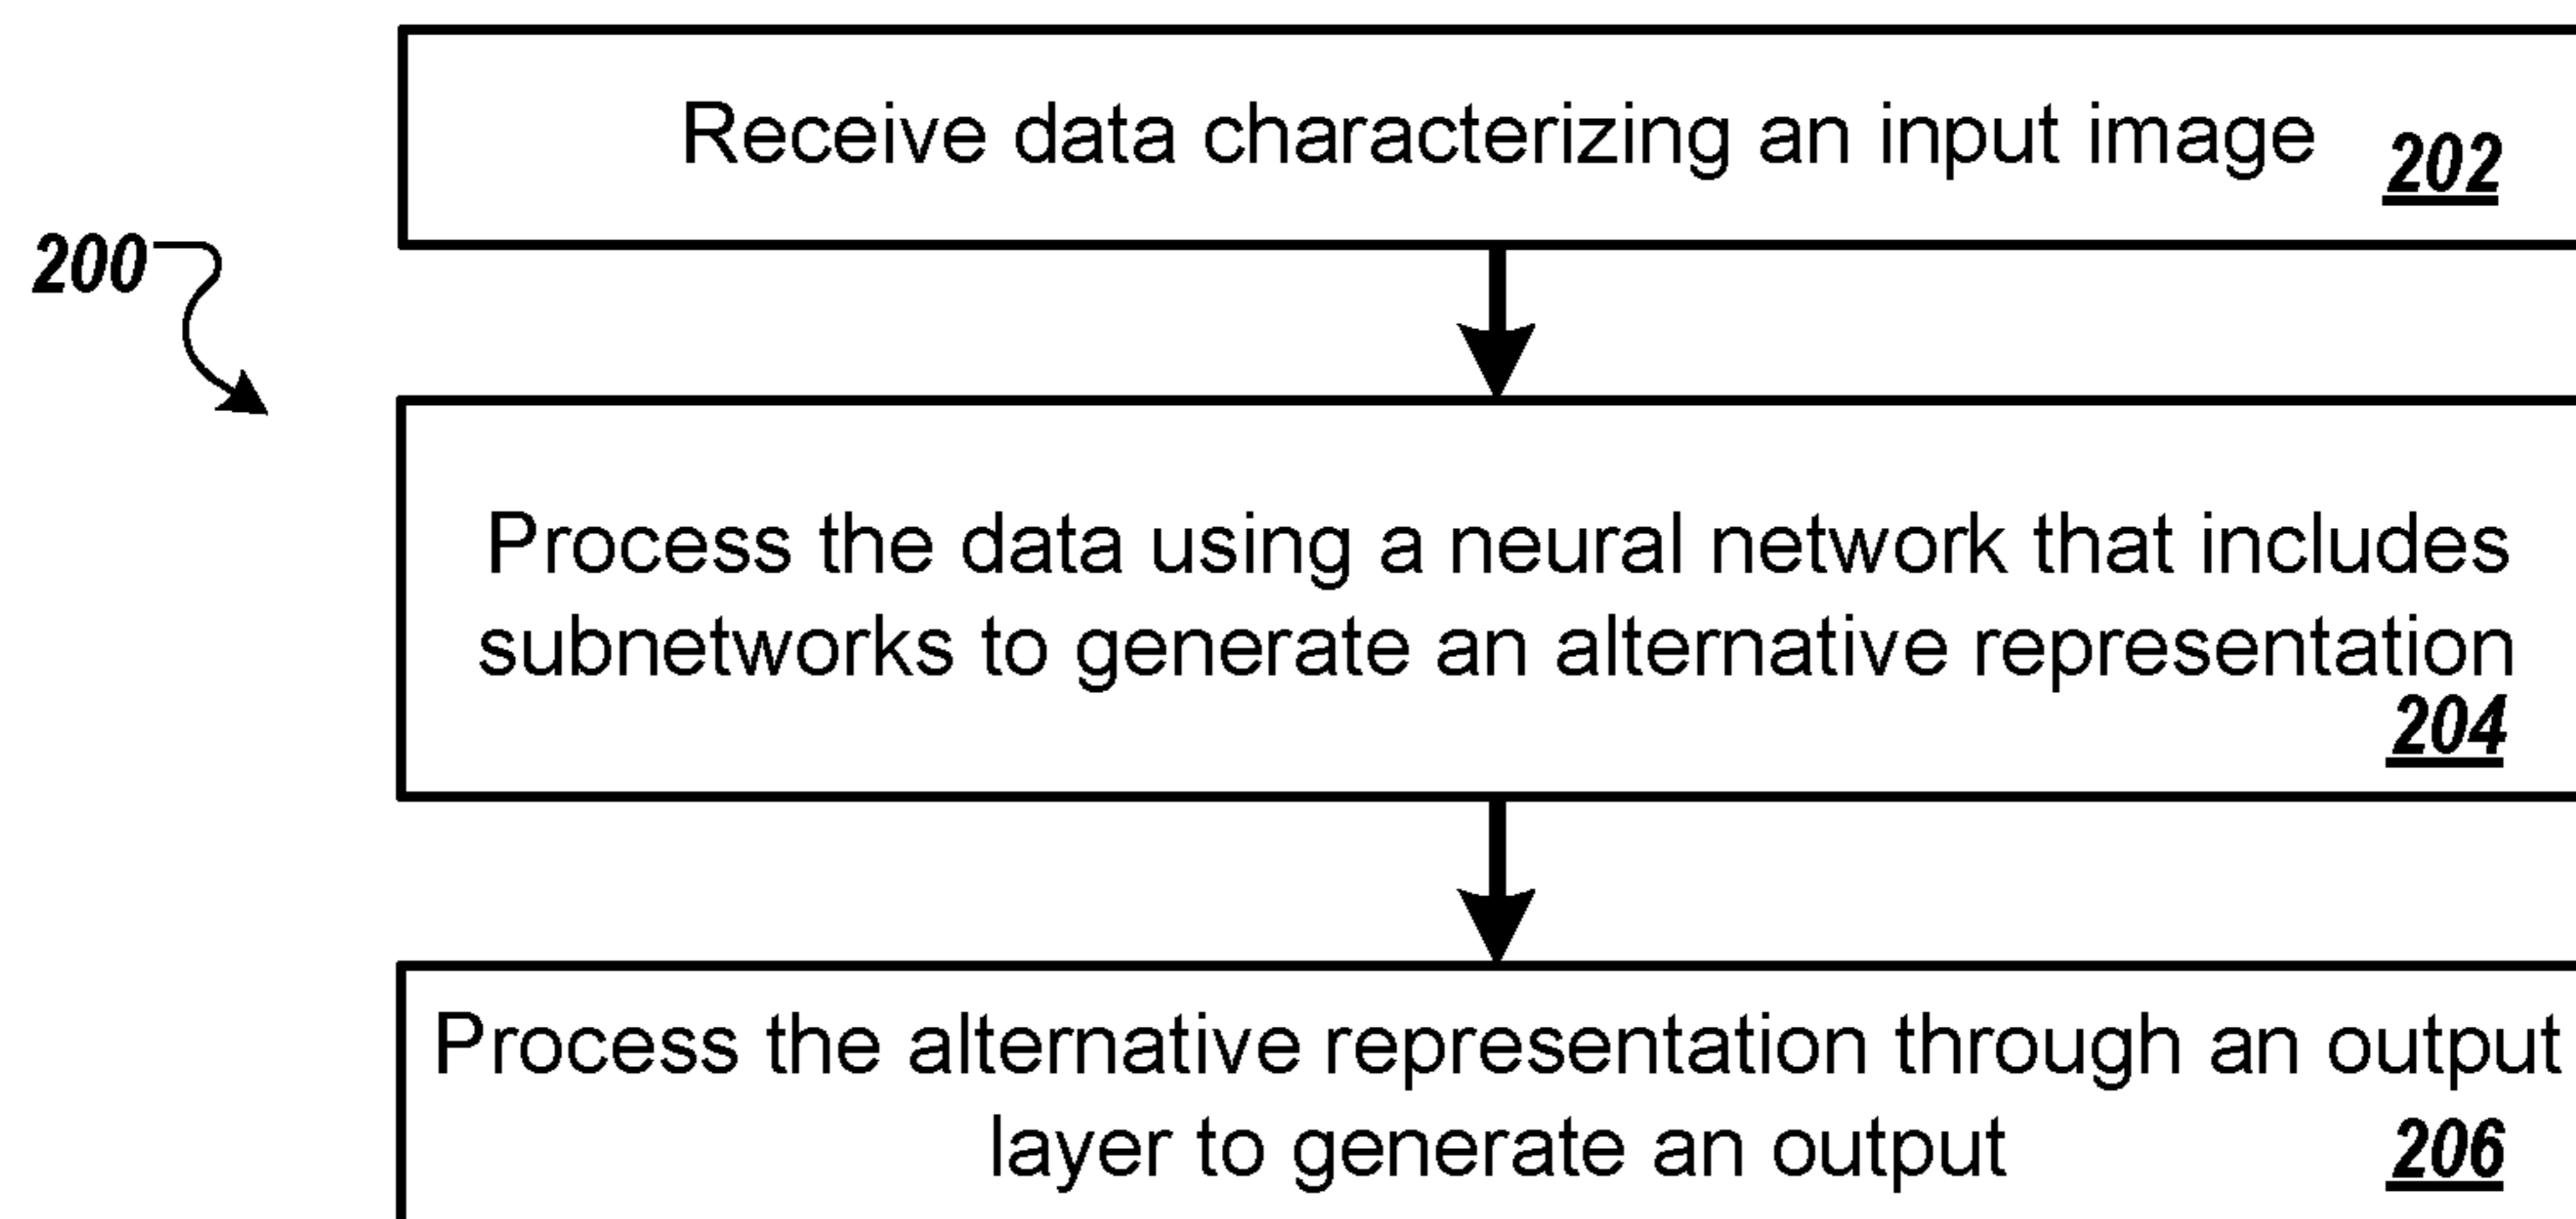 Receive data characterizing an input image 202
200
Process the data using a neural network that includes
subnetworks to generate an alternative representation
204
Process the alternative representation through an output
layer to generate an output 206